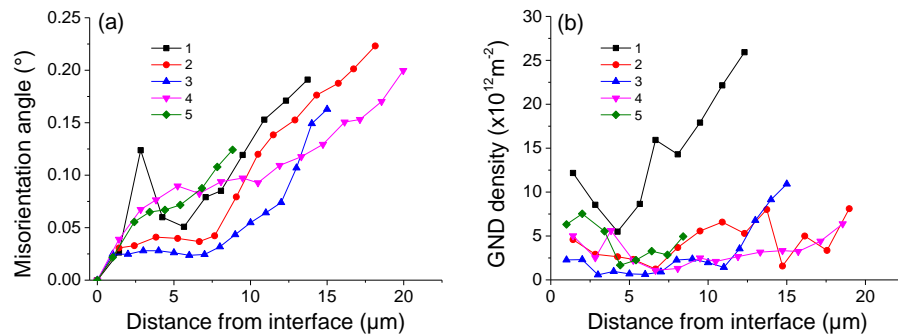 (a)
Misorientation angle (°)
0.25
0.20
0.15
0.10
0.05
0.00
1
2
3
4
5
0 5 10 15 20
Distance from interface (µm)
(b)
GND density (x10¹²m⁻²)
30
25
20
15
10
5
0
1
2
3
4
5
0 5 10 15 20
Distance from interface (µm)